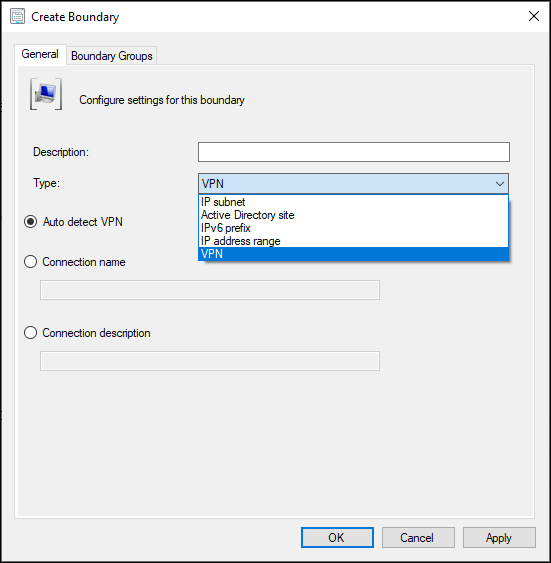 Create Boundary
General
Boundary Groups
Configure settings for this boundary
Description:
Type:
VPN
IP subnet
Active Directory site
IPv6 prefix
IP address range
VPN
Auto detect VPN
Connection name
Connection description
OK
Cancel
Apply